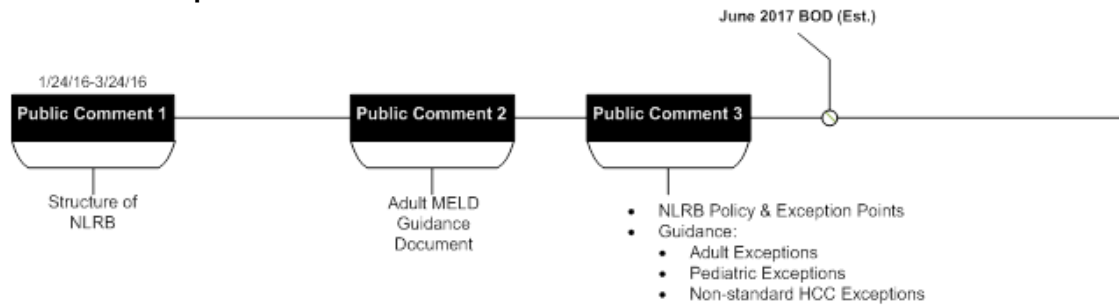 June 2017 BOD (Est.)
1/24/16-3/24/16
Public Comment 1
Public Comment 2
Public Comment 3
Structure of
NLRB
Adult MELD
Guidance
Document
• NLRB Policy & Exception Points
• Guidance:
• Adult Exceptions
• Pediatric Exceptions
• Non-standard HCC Exceptions